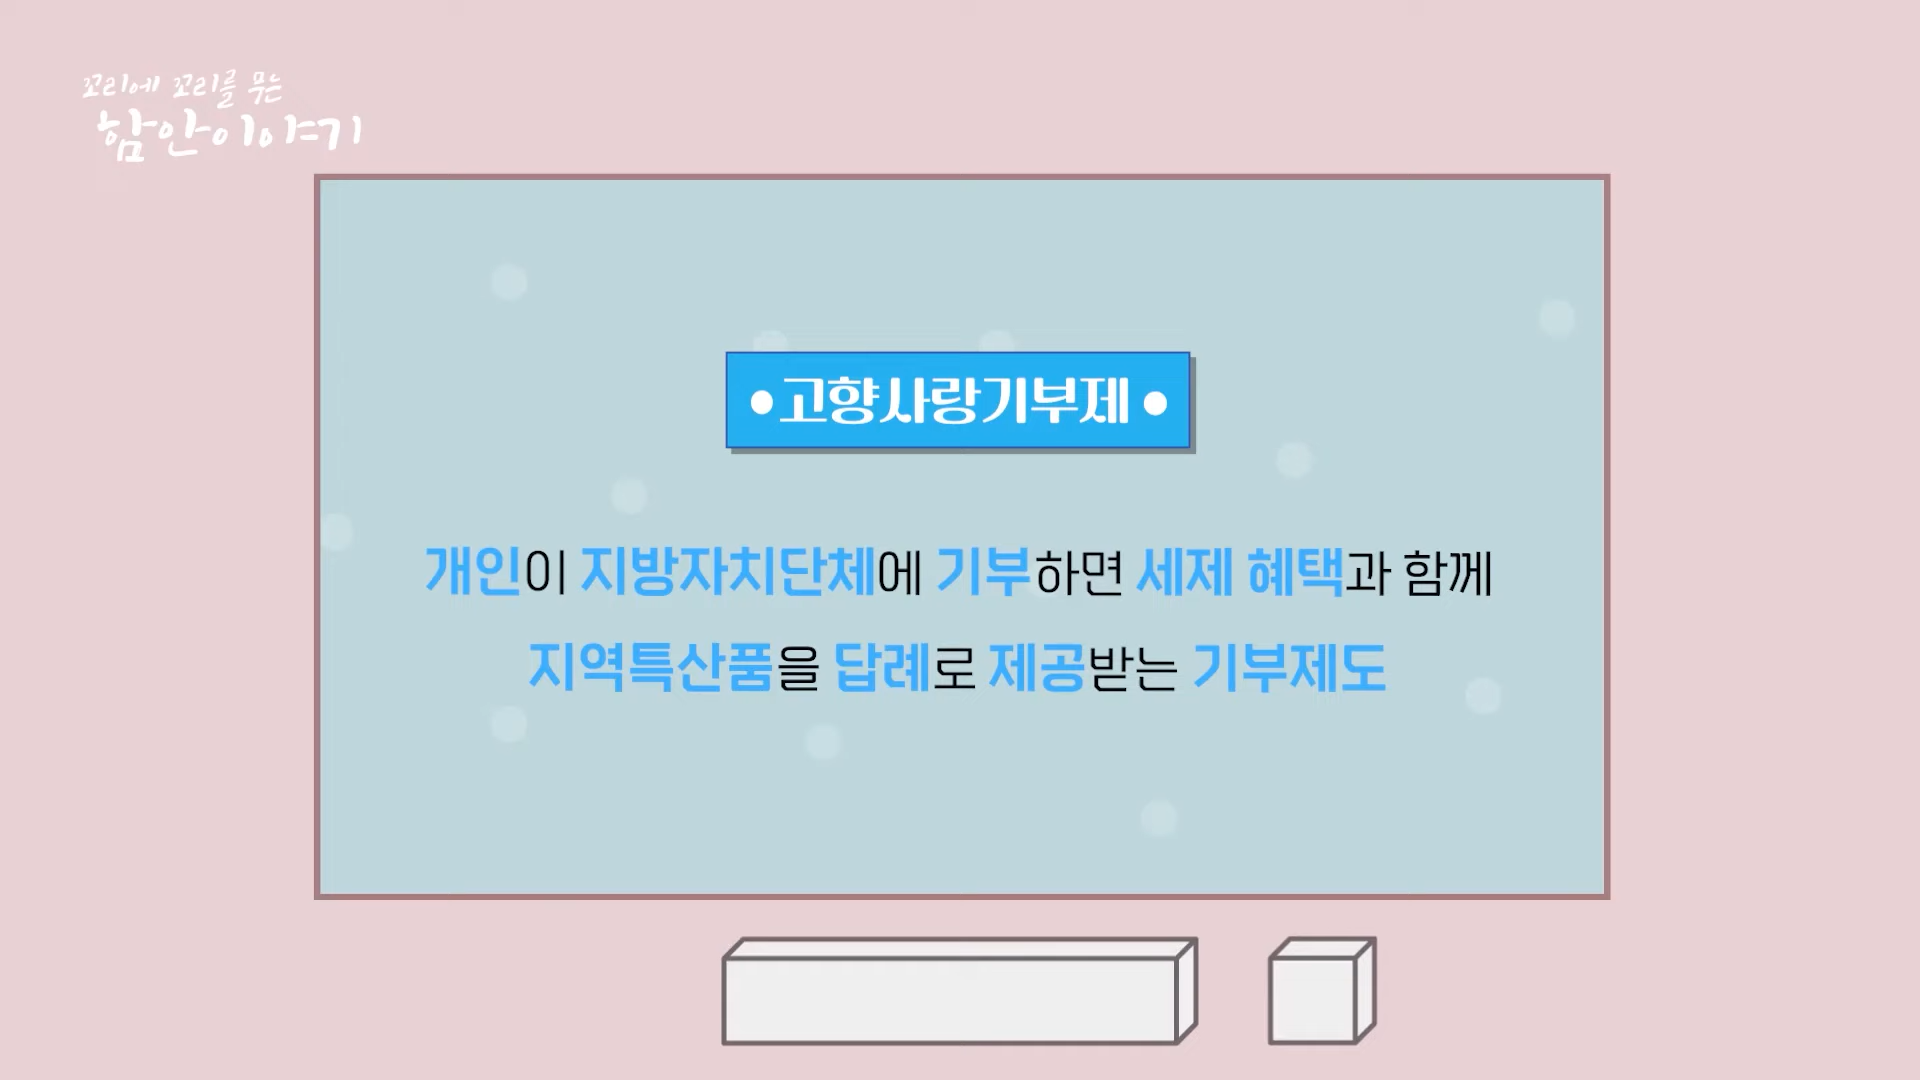 꼬리에 꼬리를 무는
함안이야기
•고향사랑기부제•
개인이 지방자치단체에 기부하면 세제 혜택과 함께
지역특산품을 답례로 제공받는 기부제도